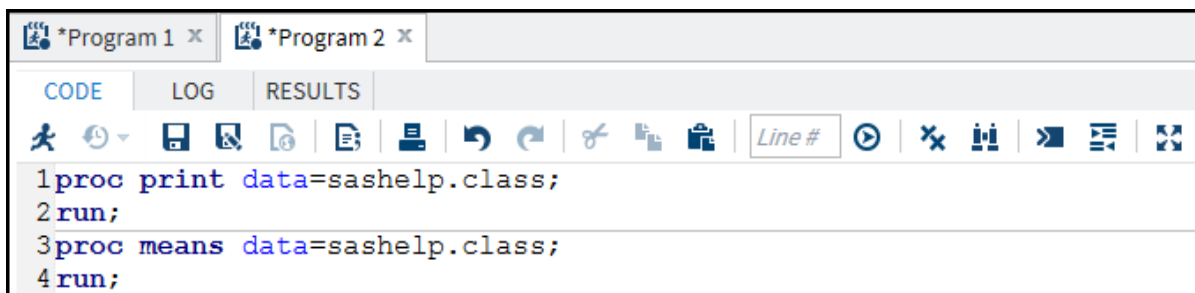 *Program 1 x *Program 2 x
CODE LOG RESULTS
Line #
1 proc print data=sashelp.class;
2 run;
3 proc means data=sashelp.class;
4 run;